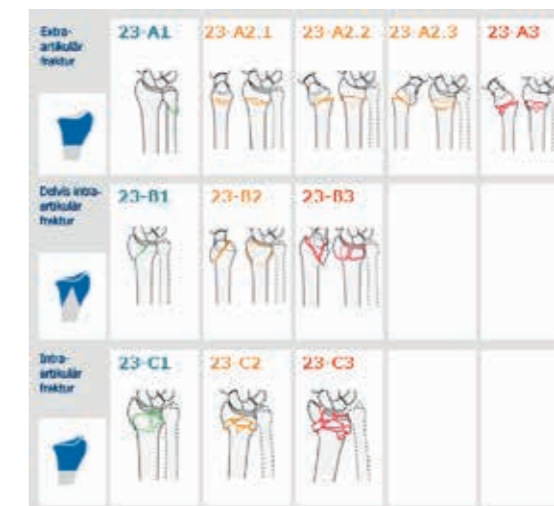 Extra-
artikulär
fraktur
23-A1
23-A2.1
23-A2.2
23-A2.3
23-A3
Delvis intra-
artikulär
fraktur
23-B1
23-B2
23-B3
Intra-
artikulär
fraktur
23-C1
23-C2
23-C3